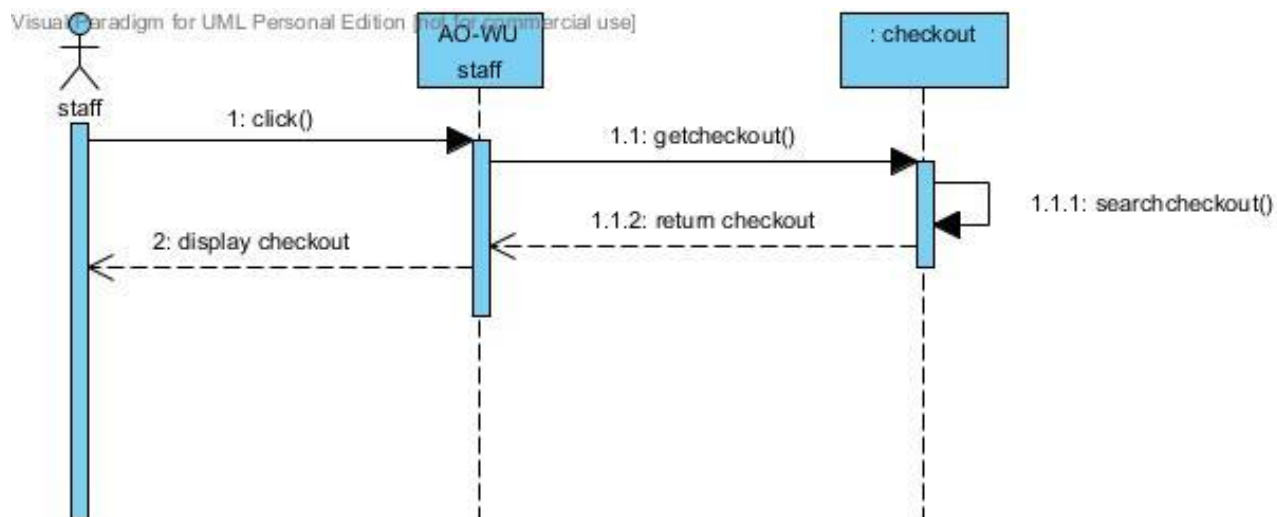 Visual Paradigm for UML Personal Edition [not for commercial use]
AO-WU
staff
: checkout
staff
1: click()
1.1: getcheckout()
1.1.1: searchcheckout()
1.1.2: return checkout
2: display checkout